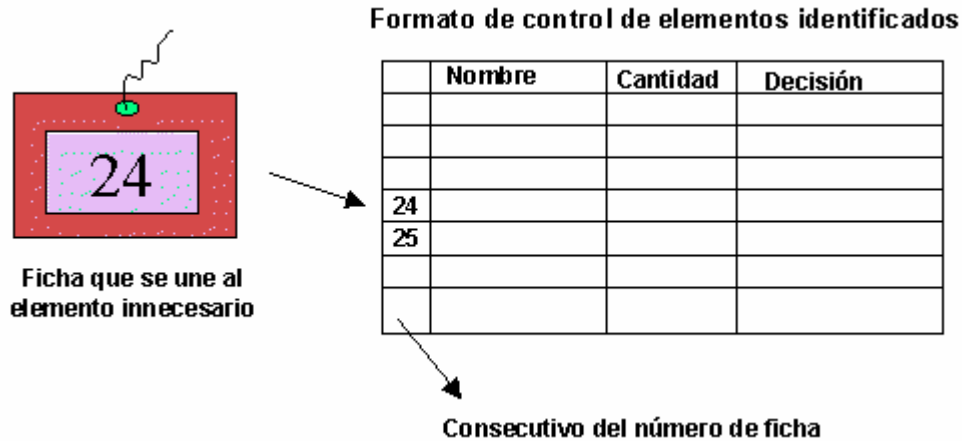 Formato de control de elementos identificados
Nombre Cantidad Decisión
24
24
25
Ficha que se une al
elemento innecesario
Consecutivo del número de ficha